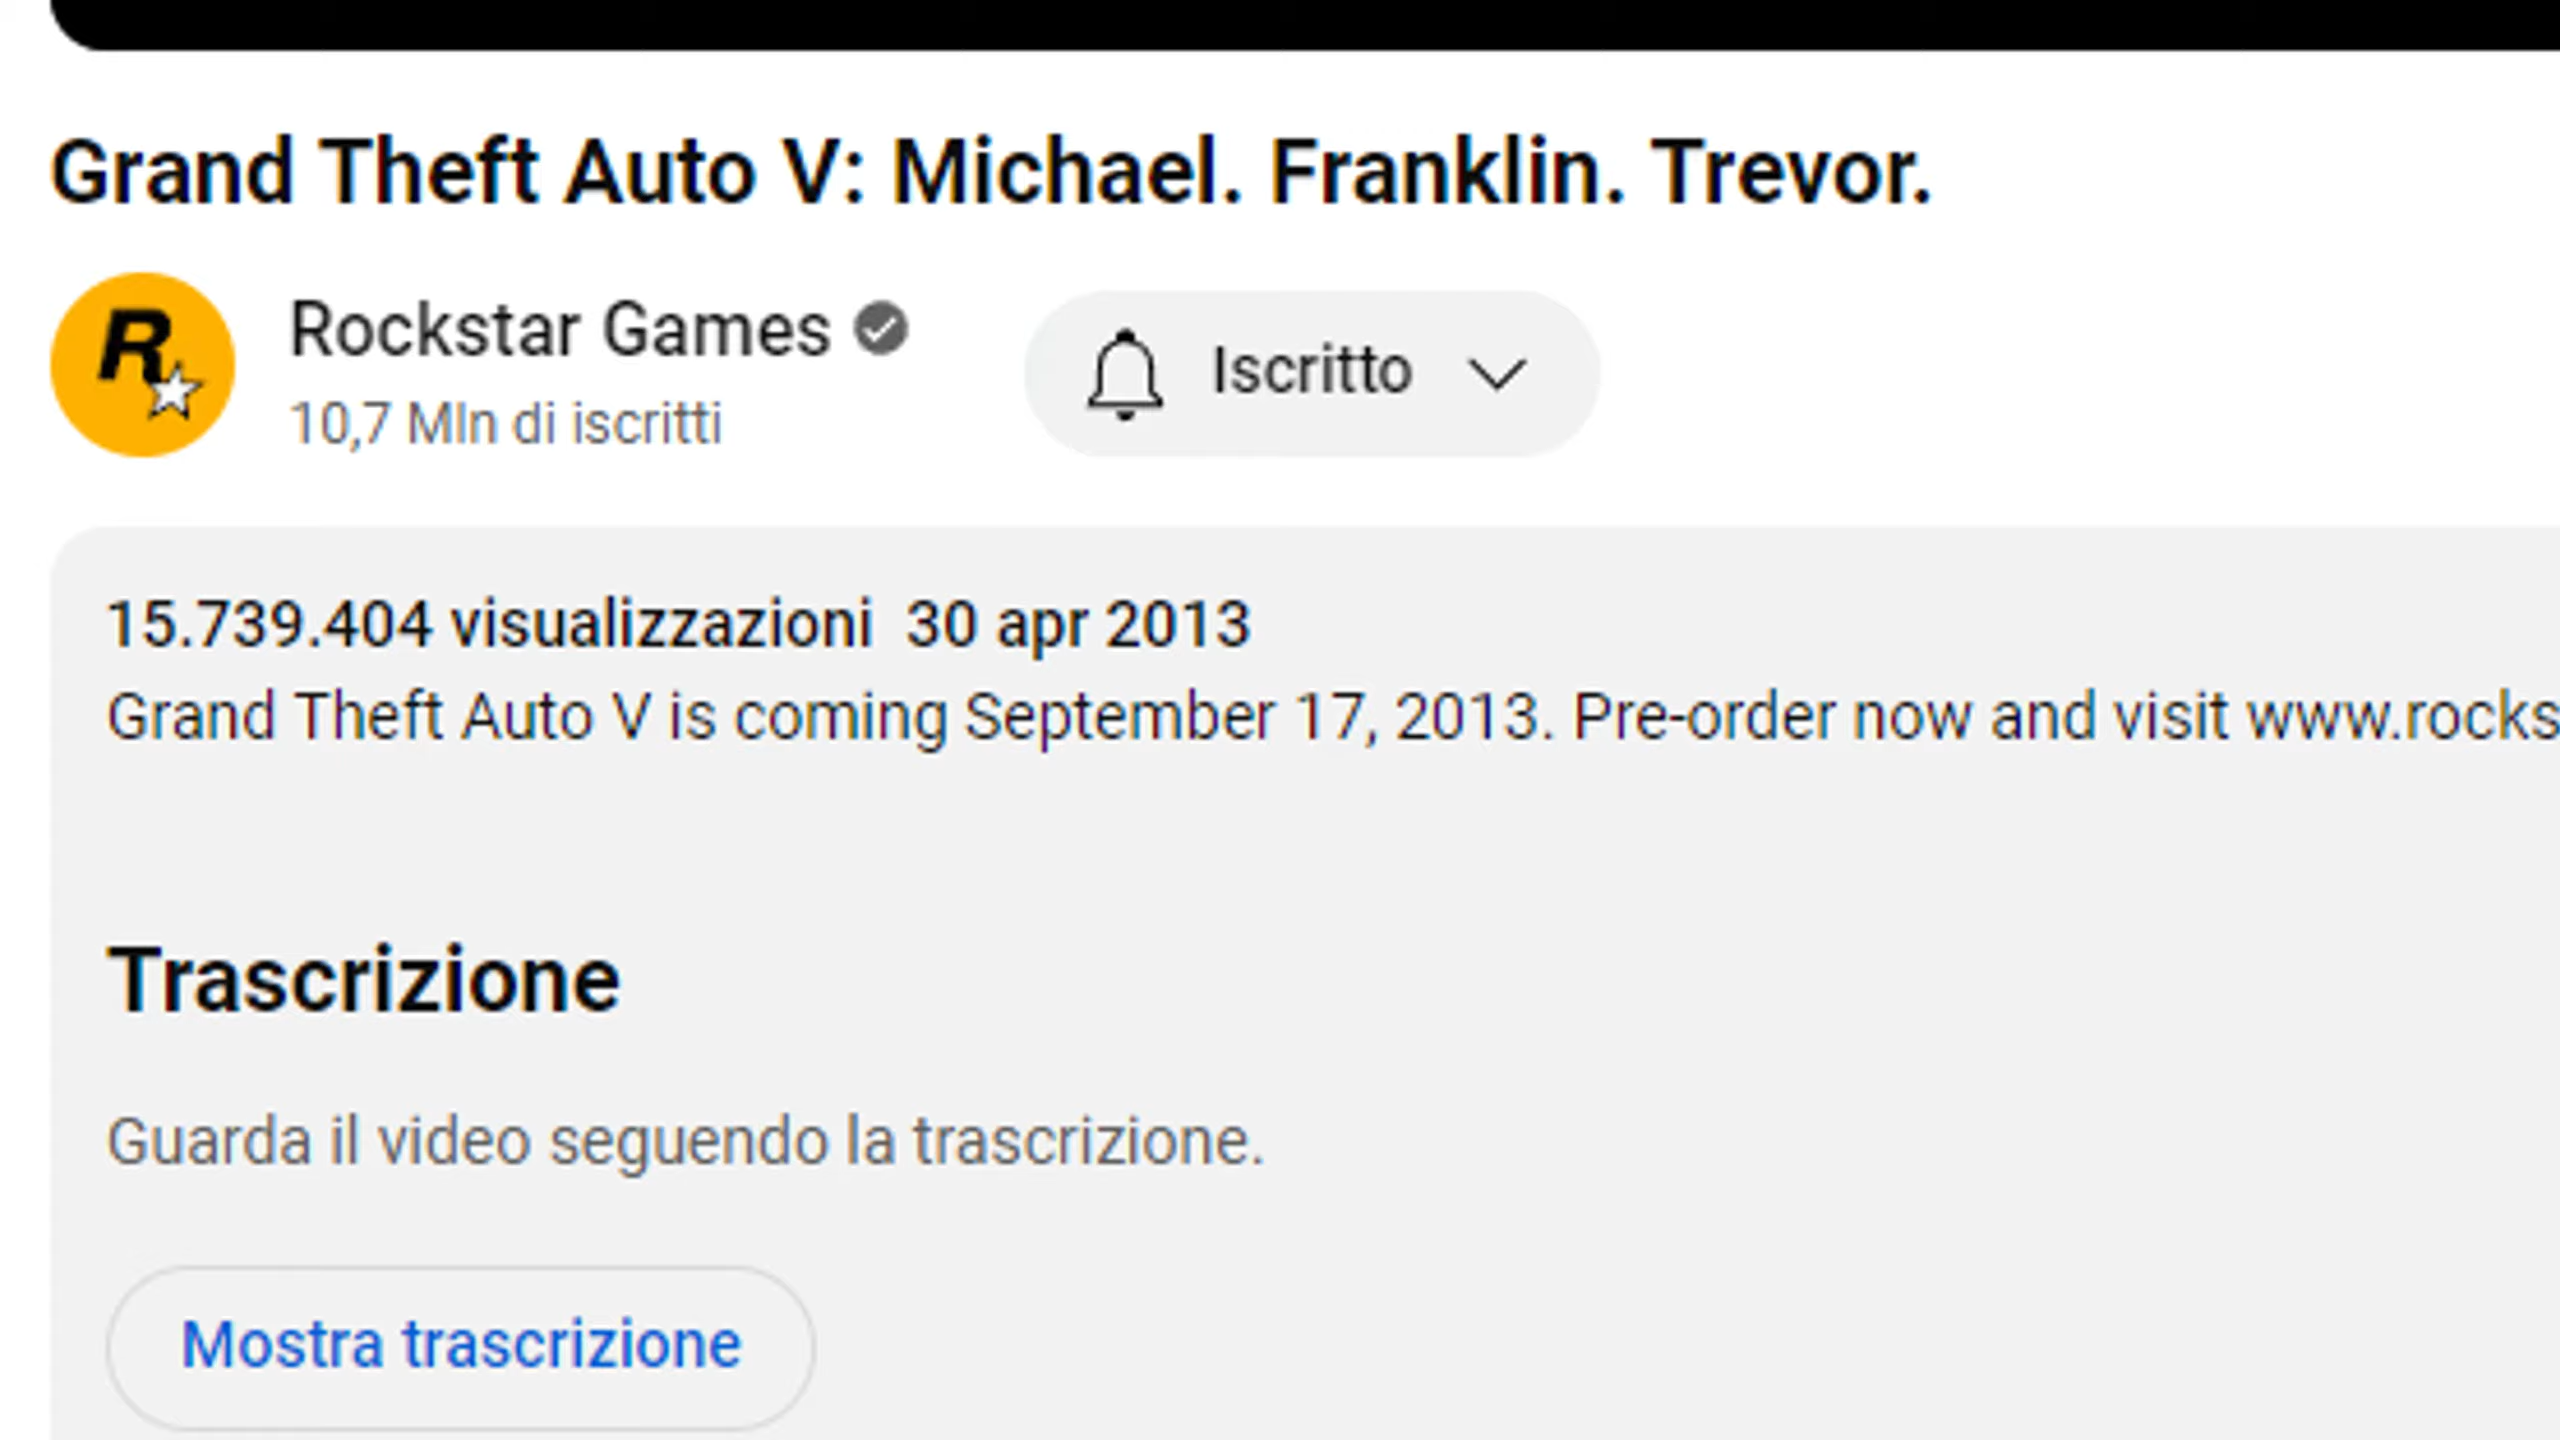 Grand Theft Auto V: Michael. Franklin. Trevor.
R
Rockstar Games
10,7 Mln di iscritti
Iscritto
15.739.404 visualizzazioni 30 apr 2013
Grand Theft Auto V is coming September 17, 2013. Pre-order now and visit www.rocks
Trascrizione
Guarda il video seguendo la trascrizione.
Mostra trascrizione